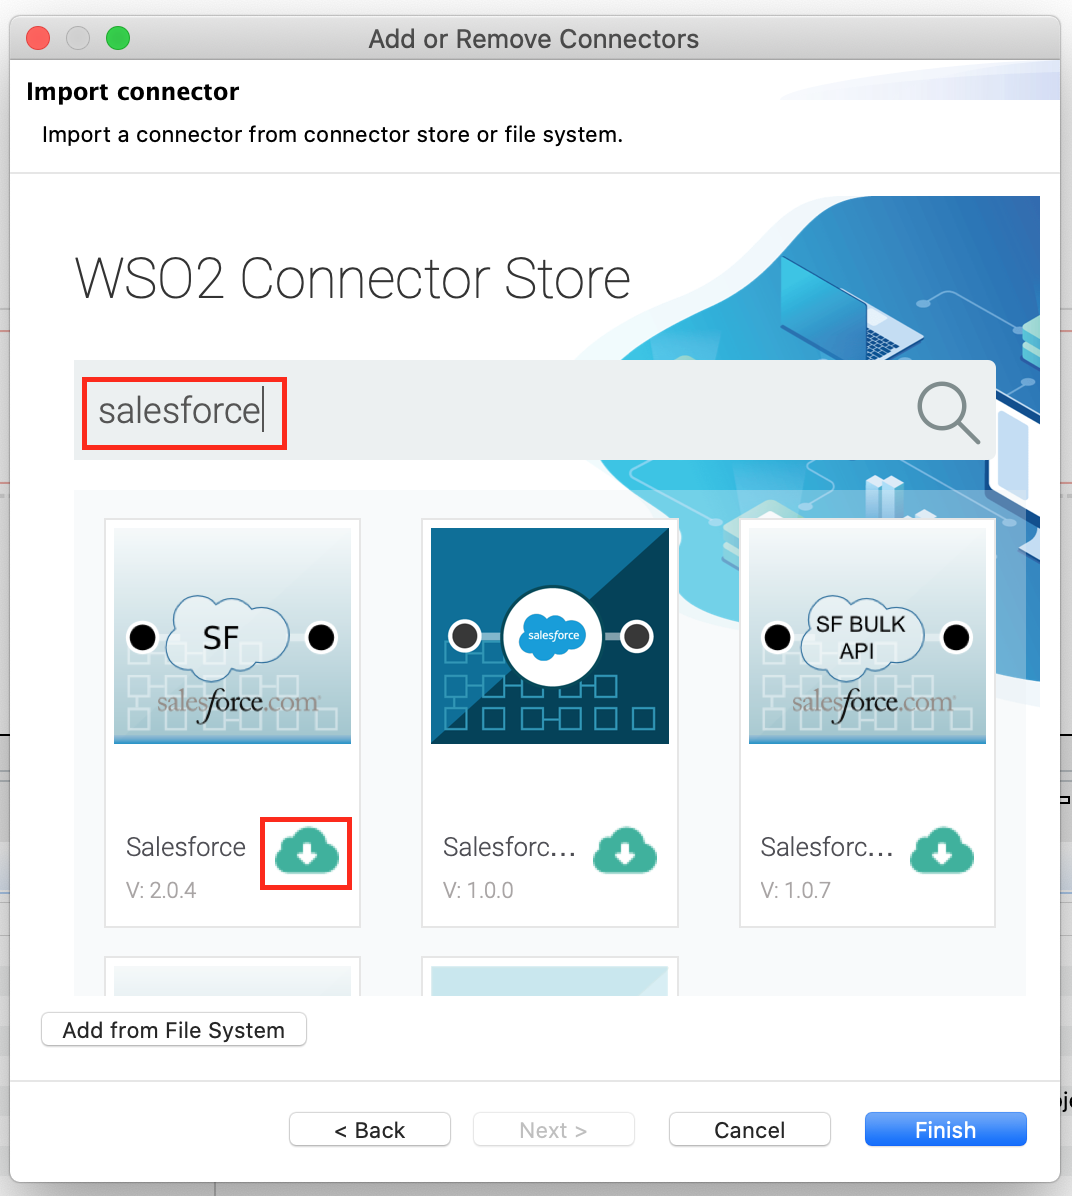 Add or Remove Connectors
Import connector
Import a connector from connector store or file system.
WSO2 Connector Store
salesforce
SF
salesforce.com
salesforce
SF BULK
API
salesforce.com
Salesforce
V: 2.0.4
Salesforc...
V: 1.0.0
Salesforc...
V: 1.0.7
Add from File System
< Back
Next >
Cancel
Finish